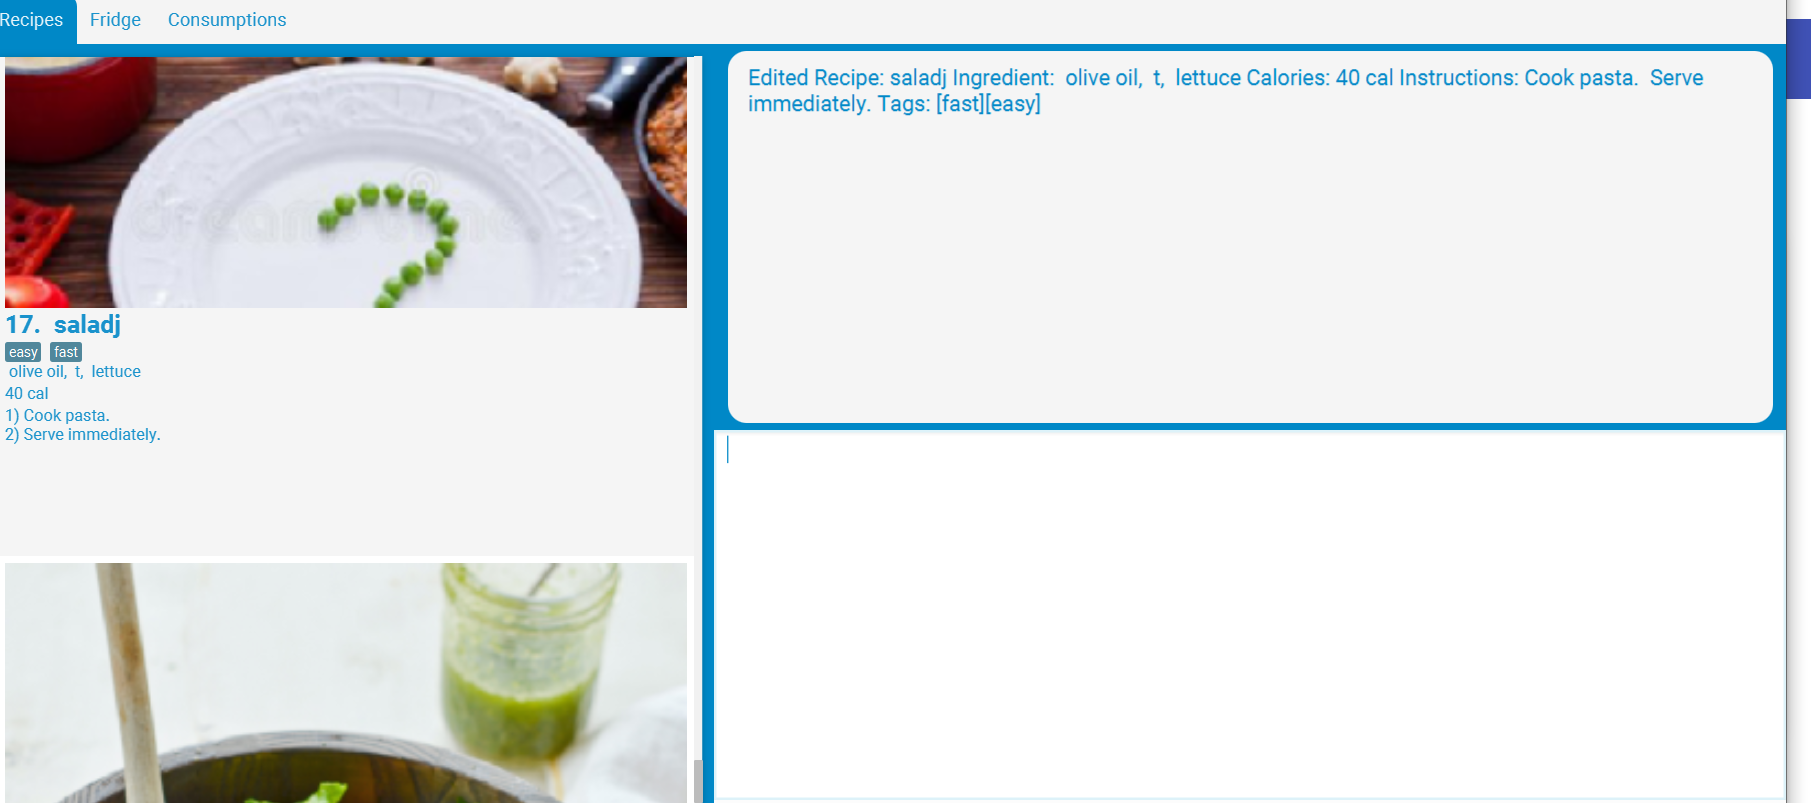 Recipes Fridge Consumptions
17. saladj
easy fast
olive oil, t, lettuce
40 cal
1) Cook pasta.
2) Serve immediately.
Edited Recipe: saladj Ingredient: olive oil, t, lettuce Calories: 40 cal Instructions: Cook pasta. Serve
immediately. Tags: [fast][easy]